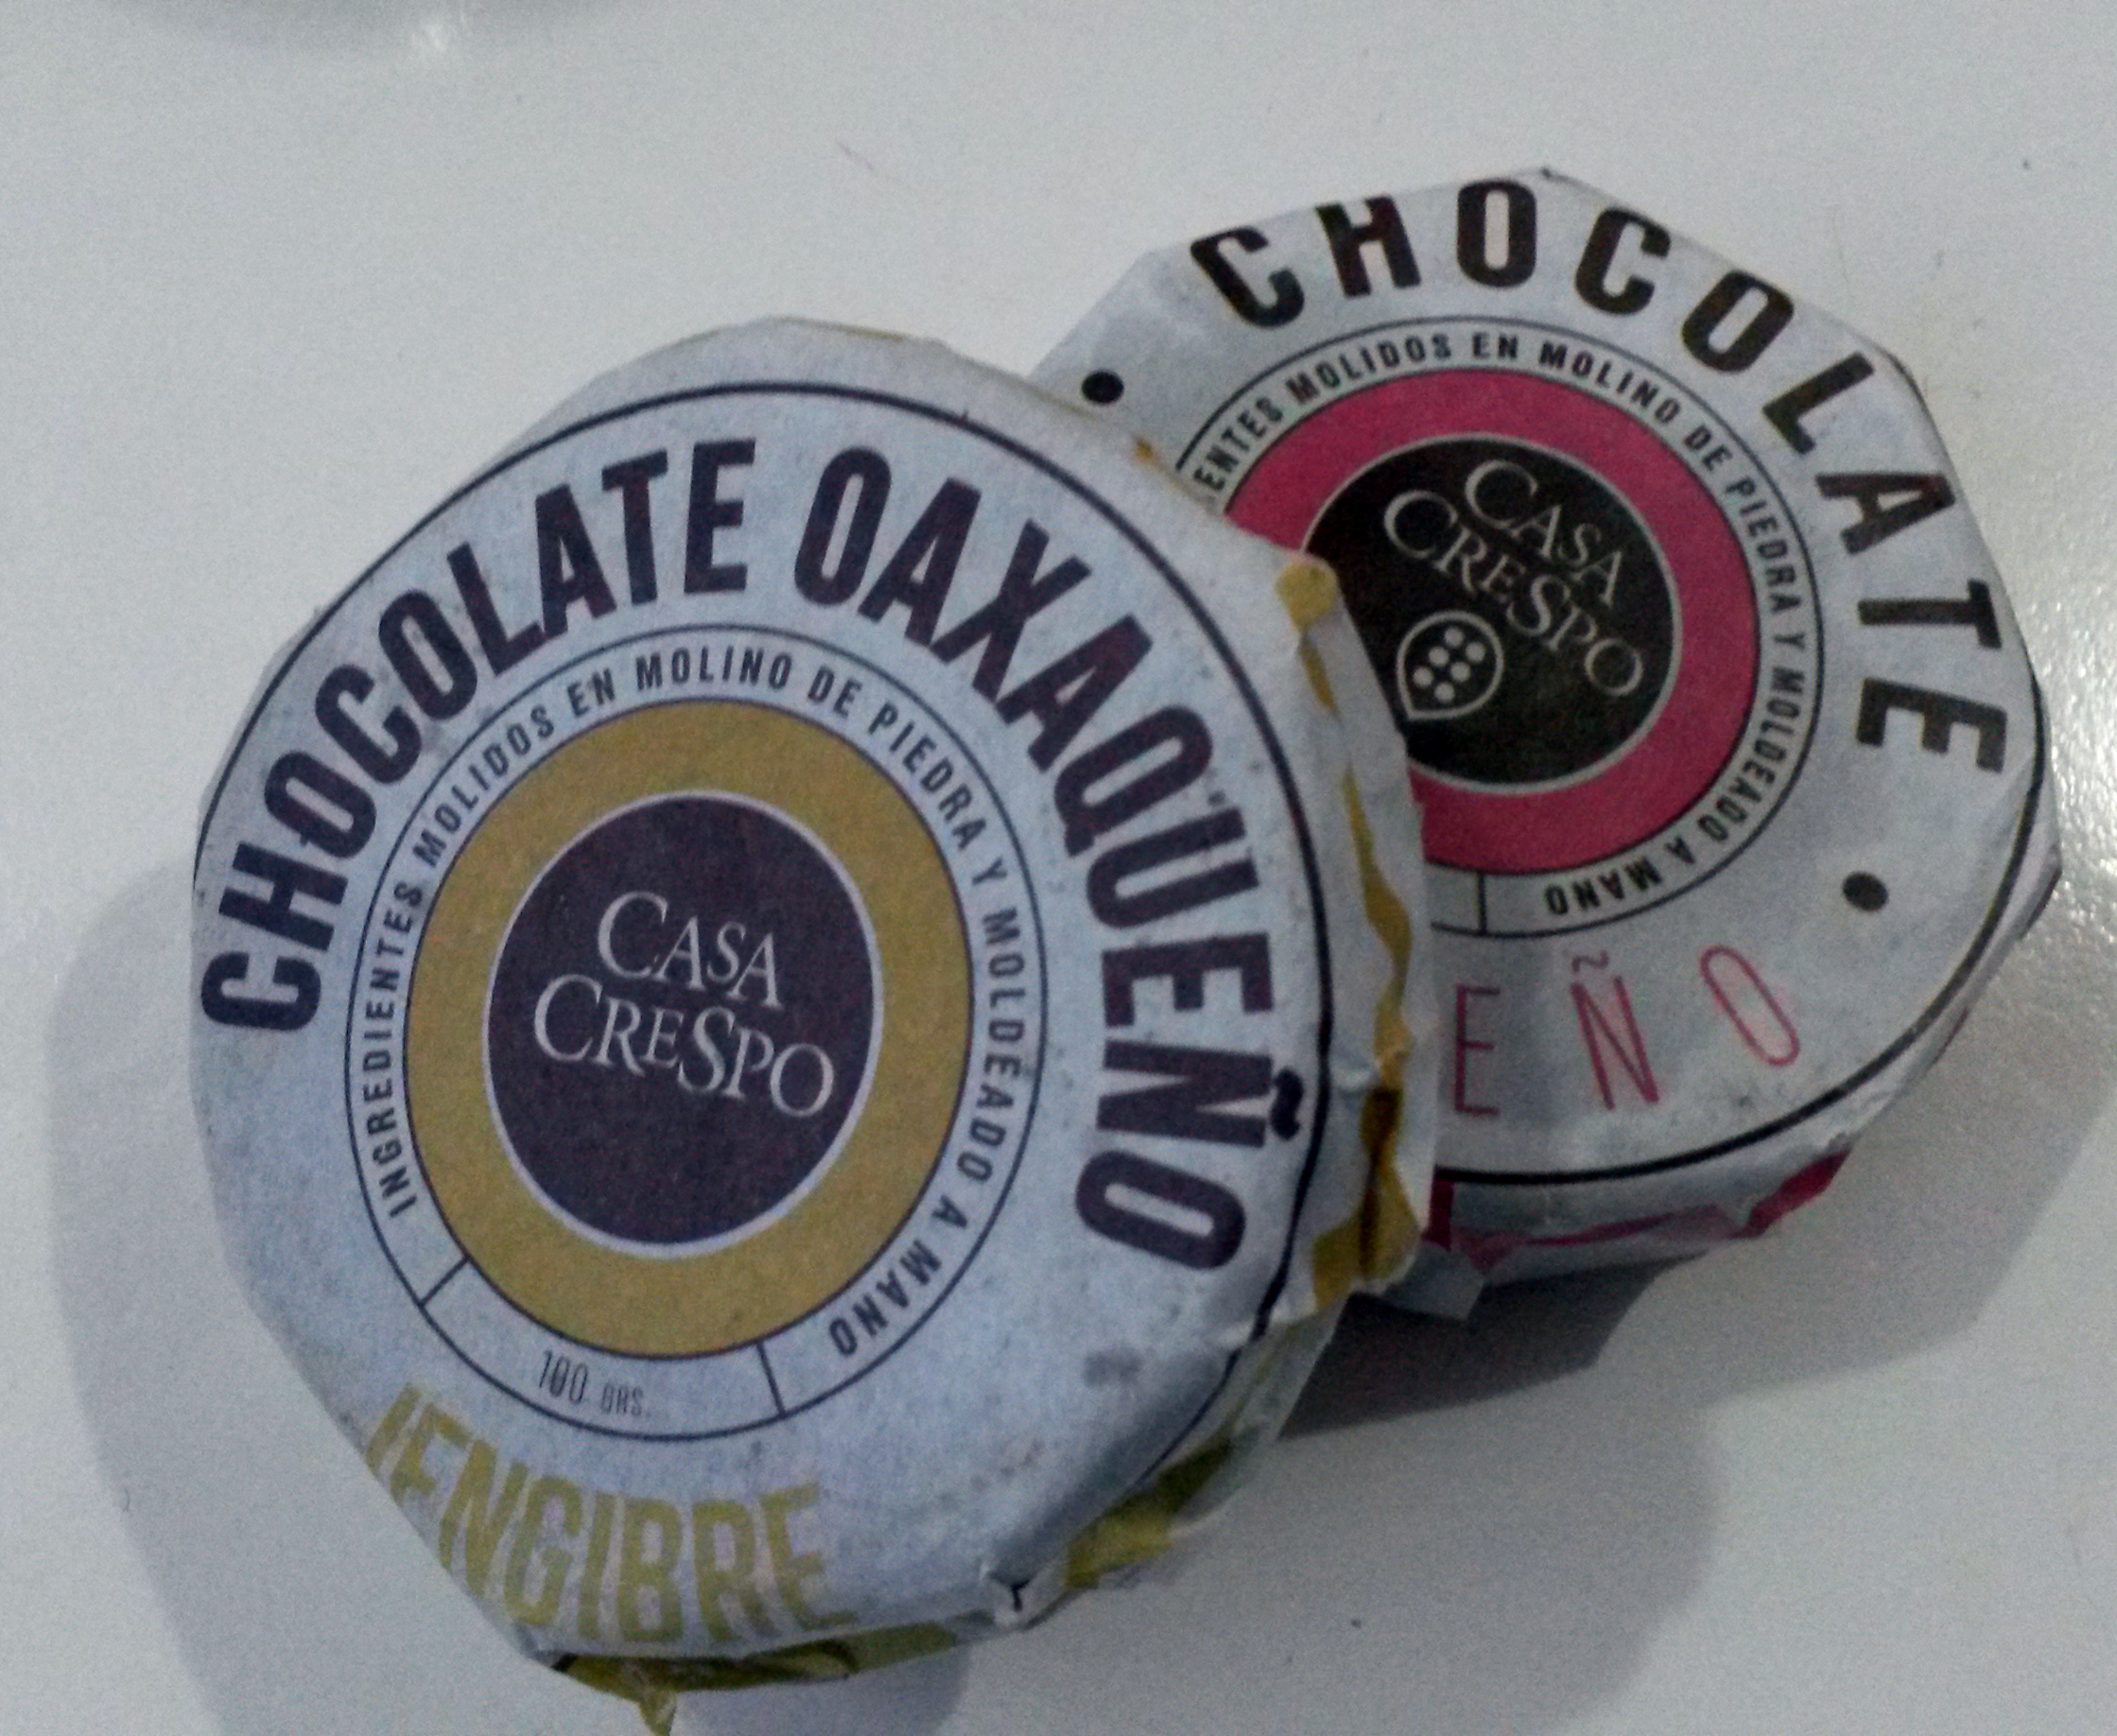 CHOCOLATE OAXAQUEÑO
INGREDIENTES MOLIDOS EN MOLINO DE PIEDRA Y MOLDEADO A MANO
CASA
CRESPO
100 GRS.
JENGIBRE
CHOCOLATE
ENTES MOLIDOS EN MOLINO DE PIEDRA Y MOLDEADO A MANO
CASA
CRESPO
EÑO